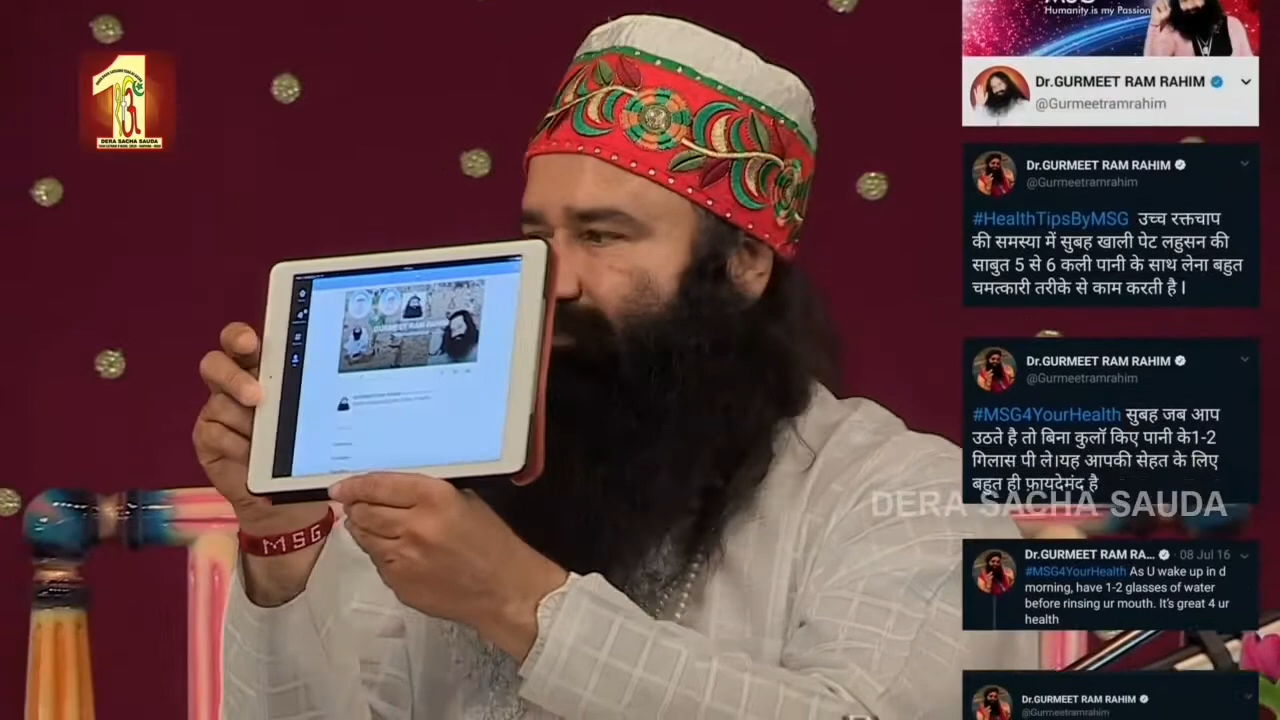 DERA SACHA SAUDA
MSG
Humanity is my Passion
Dr.GURMEET RAM RAHIM
@Gurmeetramrahim
Dr.GURMEET RAM RAHIM
@Gurmeetramrahim
#HealthTipsByMSG उच्च रक्तचाप
की समस्या में सुबह खाली पेट लहसुन की
साबुत 5 से 6 कली पानी के साथ लेना बहुत
चमत्कारी तरीके से काम करती है I
Dr.GURMEET RAM RAHIM
@Gurmeetramrahim
#MSG4YourHealth सुबह जब आप
उठते है तो बिना कुलॉ किए पानी के1-2
गिलास पी ले।यह आपकी सेहत के लिए
बहुत ही फ़ायदेमंद है
DERA SACHA SAUDA
Dr.GURMEET RAM RA... 08 Jul 16
#MSG4YourHealth As U wake up in d
morning, have 1-2 glasses of water
before rinsing ur mouth. It's great 4 ur
health
Dr.GURMEET RAM RAHIM
@Gurmeetramrahim
GURMEET RAM RAHIM
MSG